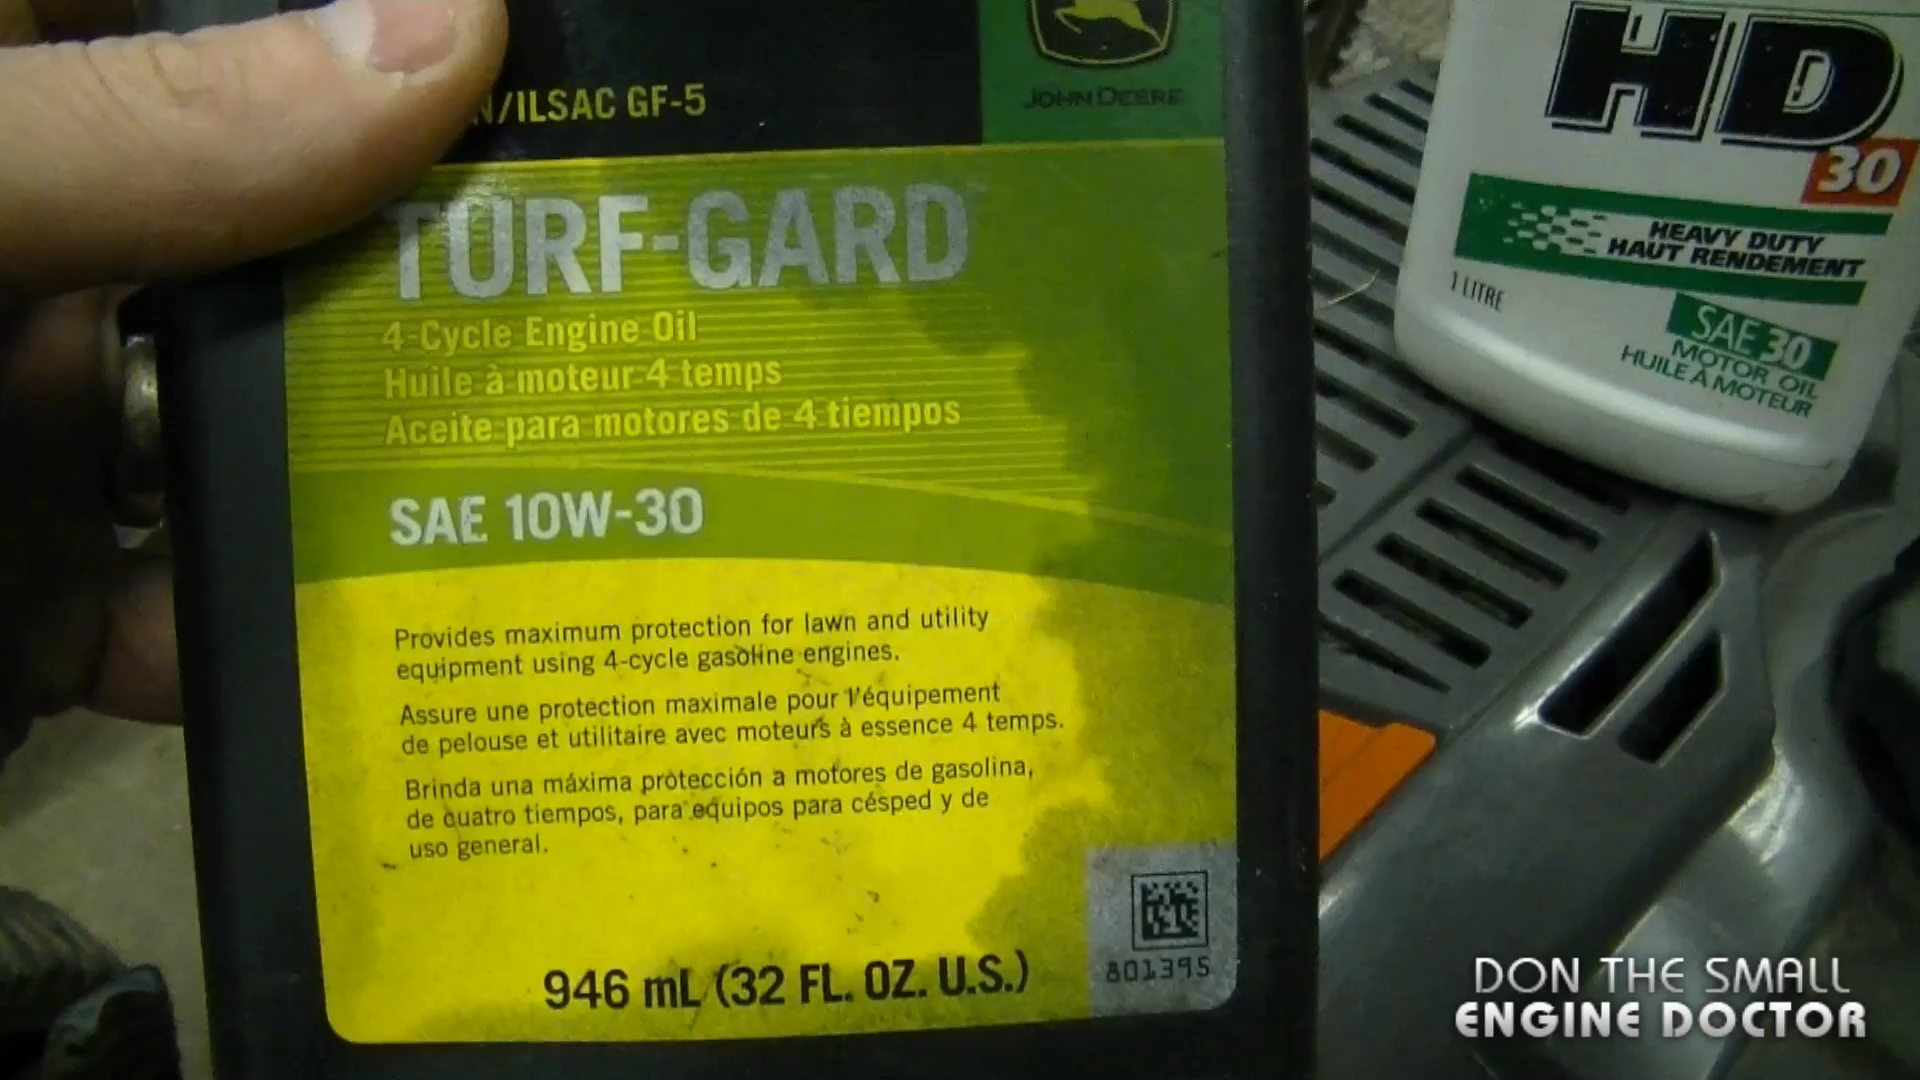 N/ILSAC GF-5
JOHN DEERE
TURF-GARD
4-Cycle Engine Oil
Huile à moteur 4 temps
Aceite para motores de 4 tiempos
SAE 10W-30
Provides maximum protection for lawn and utility
equipment using 4-cycle gasoline engines.
Assure une protection maximale pour l'équipement
de pelouse et utilitaire avec moteurs à essence 4 temps.
Brinda una máxima protección a motores de gasolina,
de cuatro tiempos, para equipos para césped y de
uso general.
801395
946 mL (32 FL. OZ. U.S.)
HD
30
HEAVY DUTY
HAUT RENDEMENT
1 LITRE
SAE 30
MOTOR OIL
HUILE À MOTEUR
DON THE SMALL
ENGINE DOCTOR